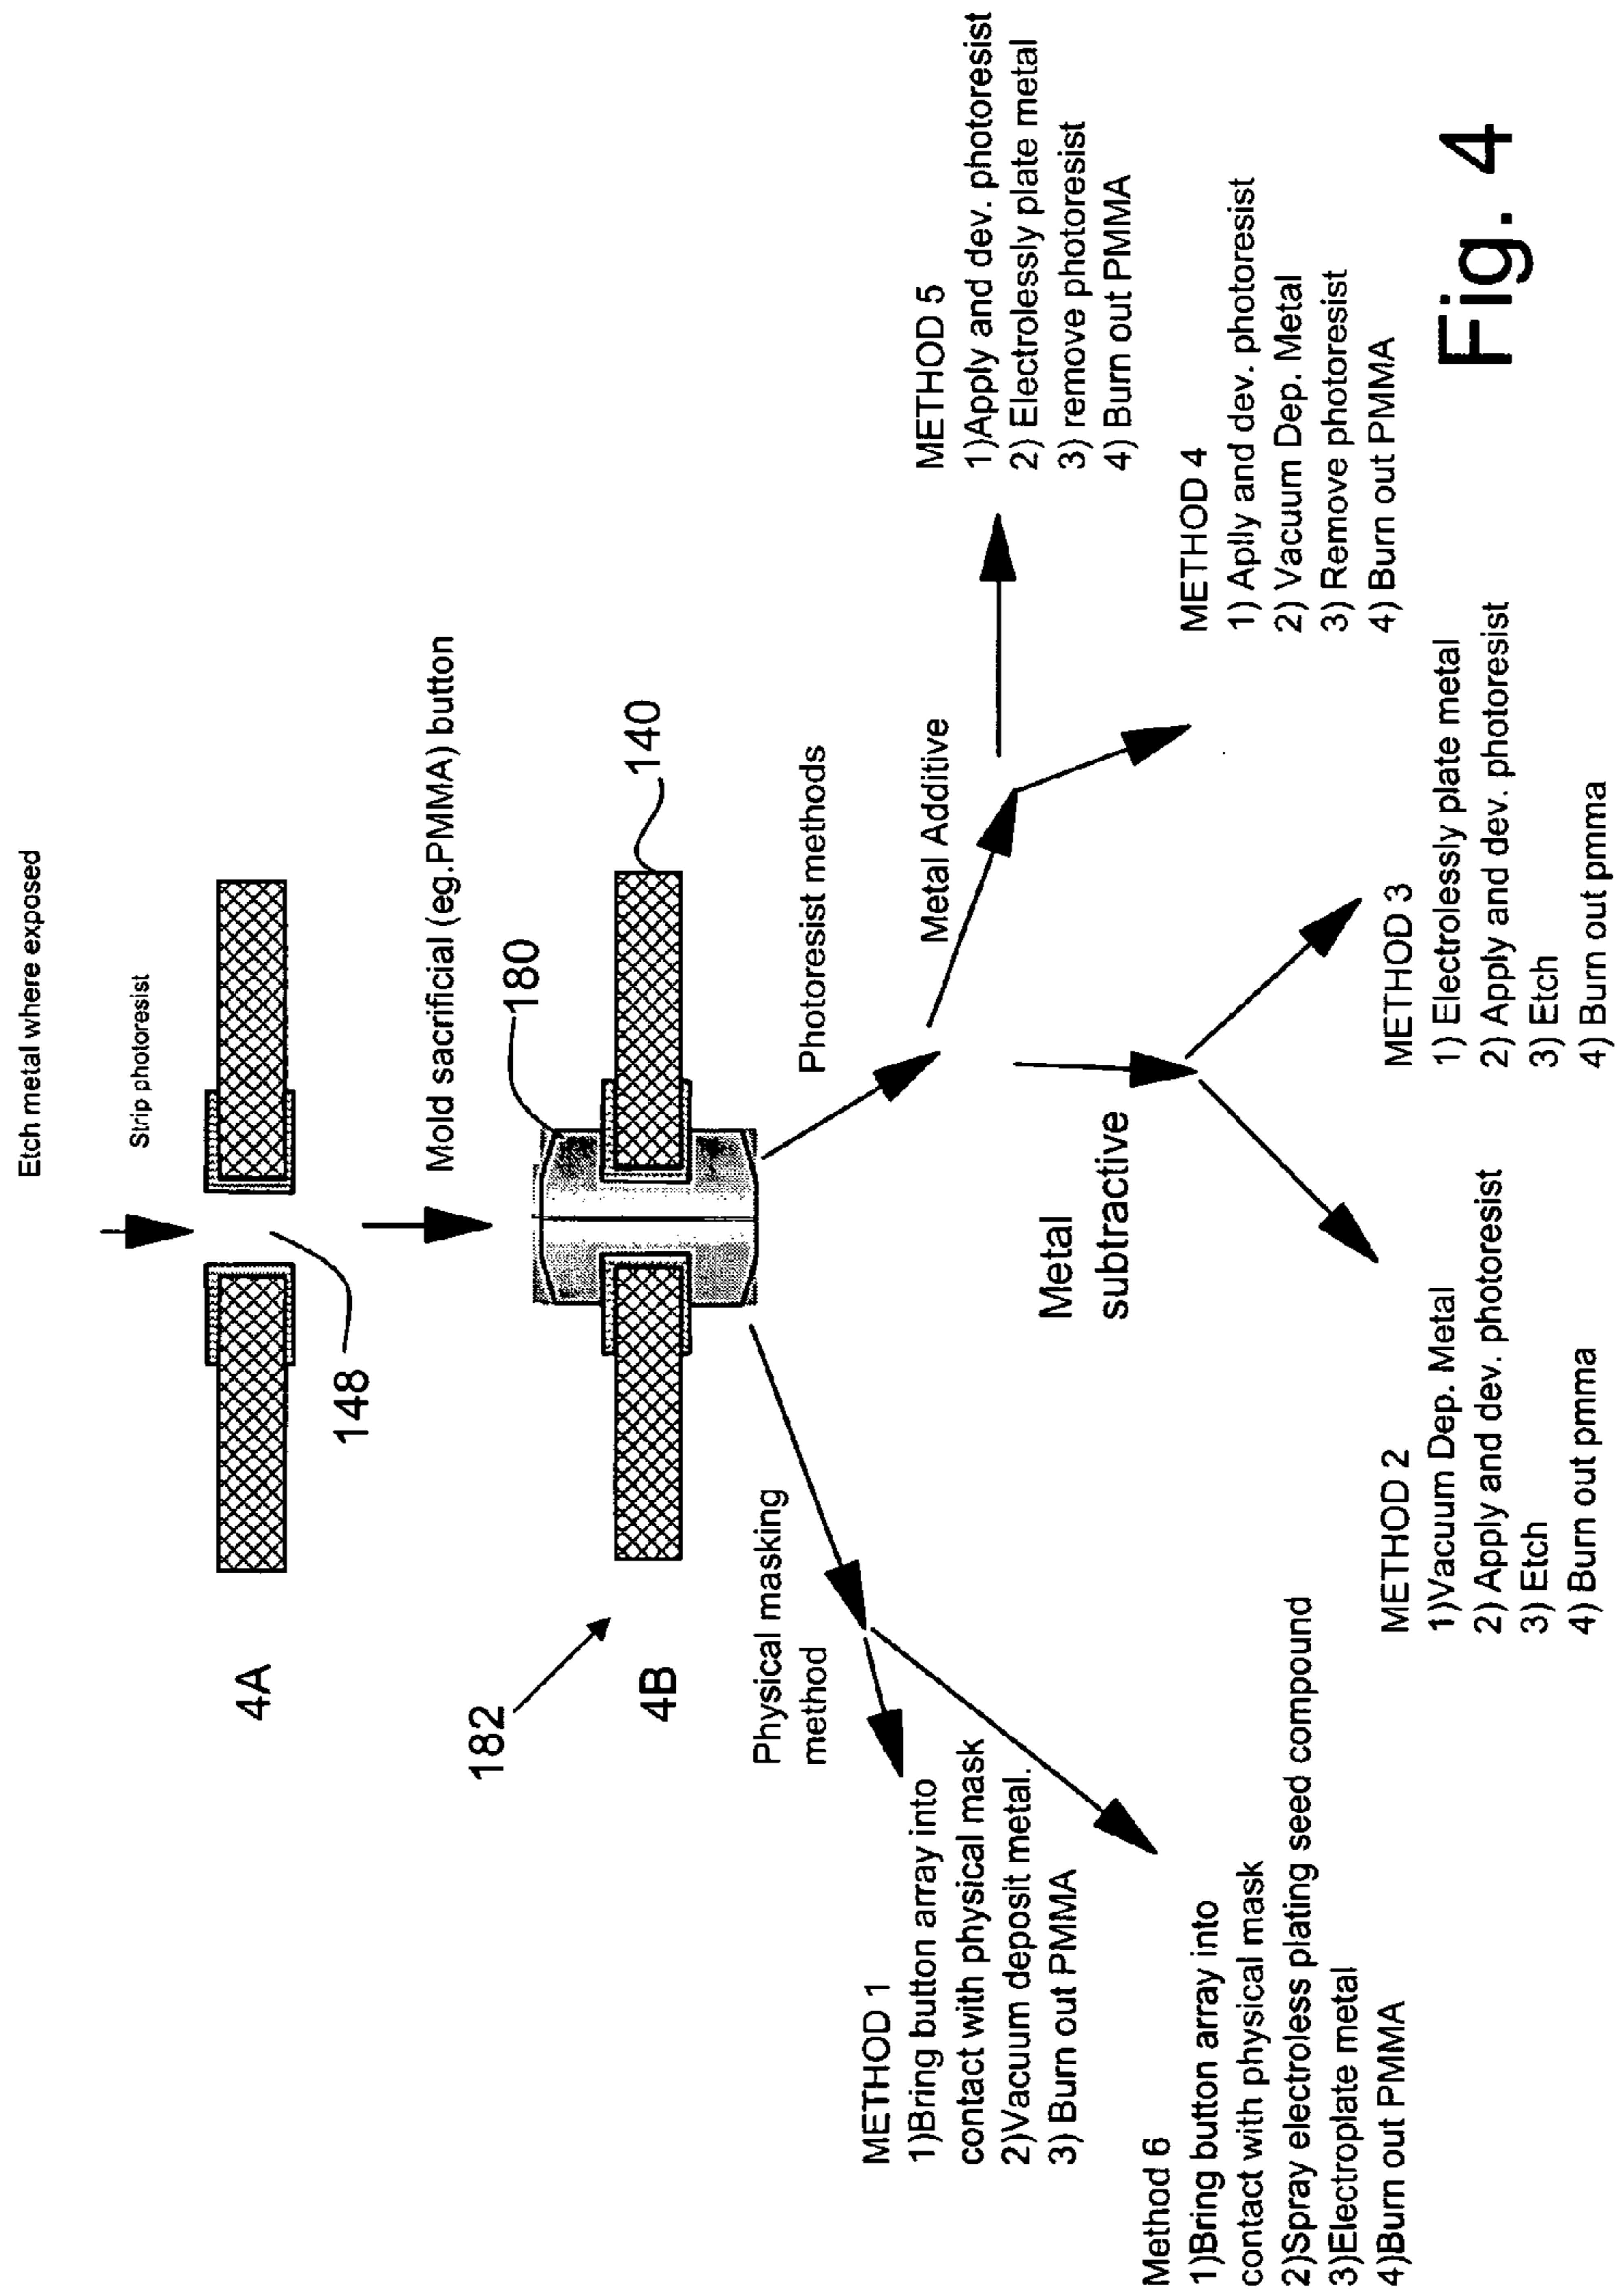 Etch metal where exposed
Strip photoresist
4A
148
Mold sacrificial (eg.PMMA) button
182
4B
180
140
Physical masking
method
Photoresist methods
METHOD 1
1)Bring button array into
contact with physical mask
2)Vacuum deposit metal.
3) Burn out PMMA
Method 6
1)Bring button array into
contact with physical mask
2)Spray electroless plating seed compound
3)Electroplate metal
4)Burn out PMMA
Metal
subtractive
Metal Additive
METHOD 2
1)Vacuum Dep. Metal
2) Apply and dev. photoresist
3) Etch
4) Burn out pmma
METHOD 3
1) Electrolessly plate metal
2) Apply and dev. photoresist
3) Etch
4) Burn out pmma
METHOD 4
1) Aplly and dev. photoresist
2) Vacuum Dep. Metal
3) Remove photoresist
4) Burn out PMMA
METHOD 5
1)Apply and dev. photoresist
2) Electrolessly plate metal
3) remove photoresist
4) Burn out PMMA
Fig. 4